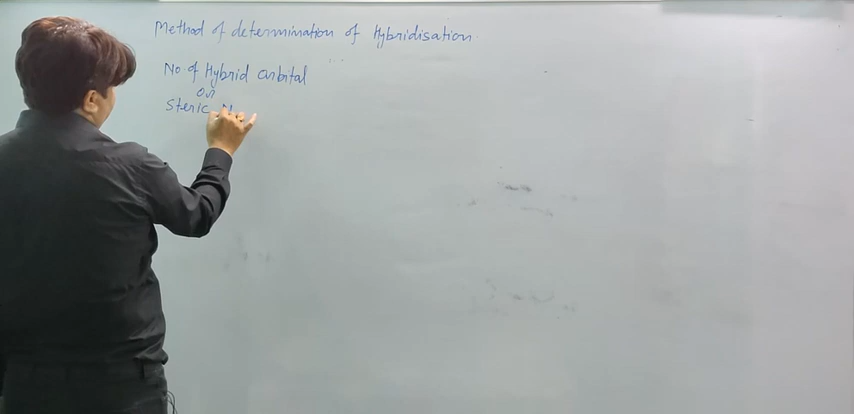 Method of determination of Hybridisation.
No. of Hybrid orbital
or
Steric N